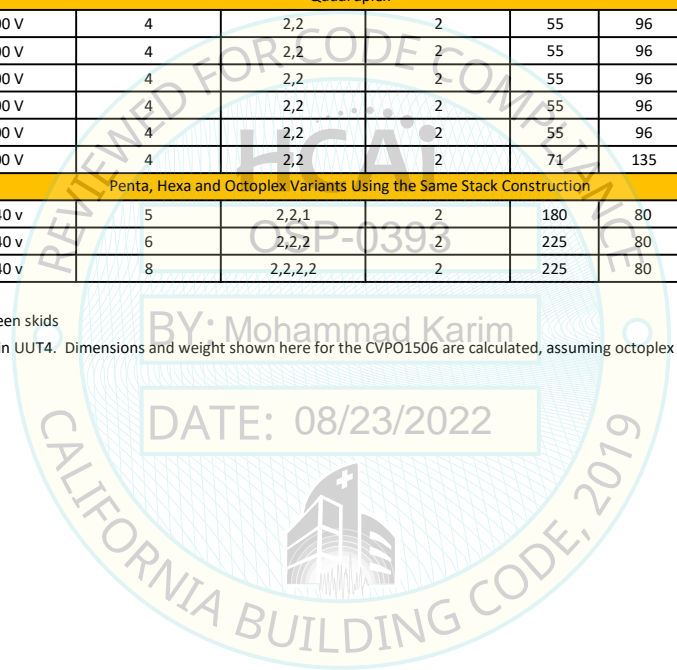 Quadruplex
00 V 4 2,2 2 55 96
00 V 4 2,2 2 55 96
00 V 4 2,2 2 55 96
00 V 4 2,2 2 55 96
00 V 4 2,2 2 55 96
00 V 4 2,2 2 71 135
Penta, Hexa and Octoplex Variants Using the Same Stack Construction
40 v 5 2,2,1 2 180 80
40 v 6 2,2,2 2 225 80
40 v 8 2,2,2,2 2 225 80
een skids
in UUT4. Dimensions and weight shown here for the CVPO1506 are calculated, assuming octoplex
REVIEWED FOR CODE COMPLIANCE
HCAi
OSP-0393
BY: Mohammad Karim
DATE: 08/23/2022
CALIFORNIA BUILDING CODE, 2019